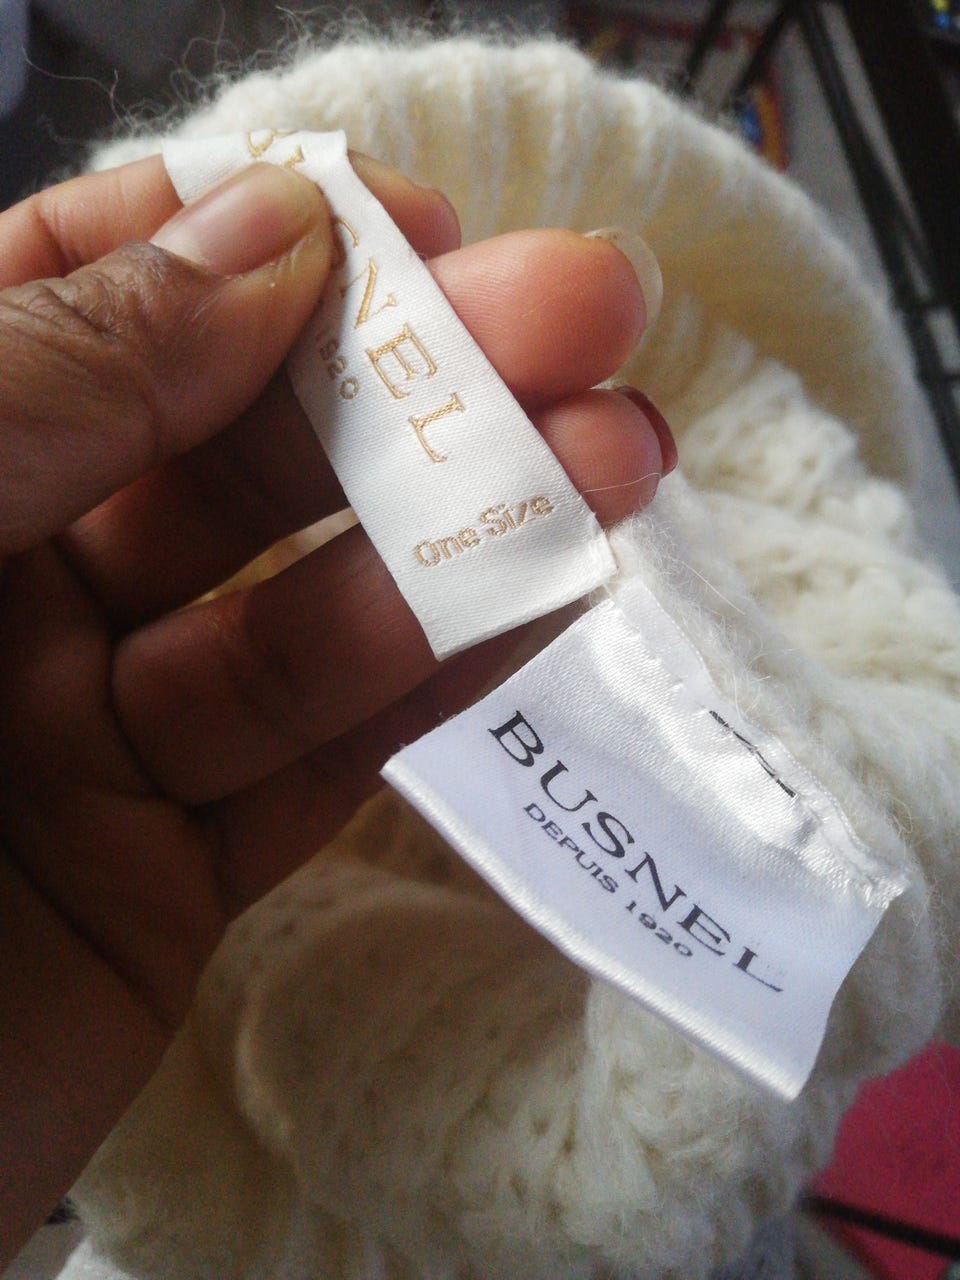 BUSNEL
1920
One Size
BUSNEL
DEPUIS 1920